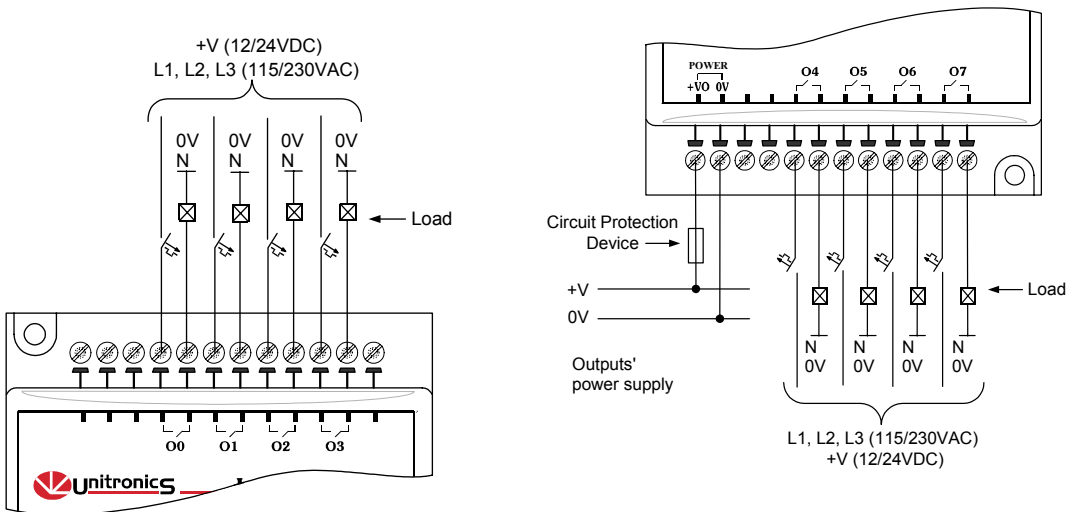 +V (12/24VDC)
L1, L2, L3 (115/230VAC)
0V 0V 0V 0V
N N N N
Load
O0 O1 O2 O3
UnitronicS
POWER
+VO 0V O4 O5 O6 O7
Circuit Protection
Device
+V
0V
Load
N N N N
0V 0V 0V 0V
Outputs'
power supply
L1, L2, L3 (115/230VAC)
+V (12/24VDC)